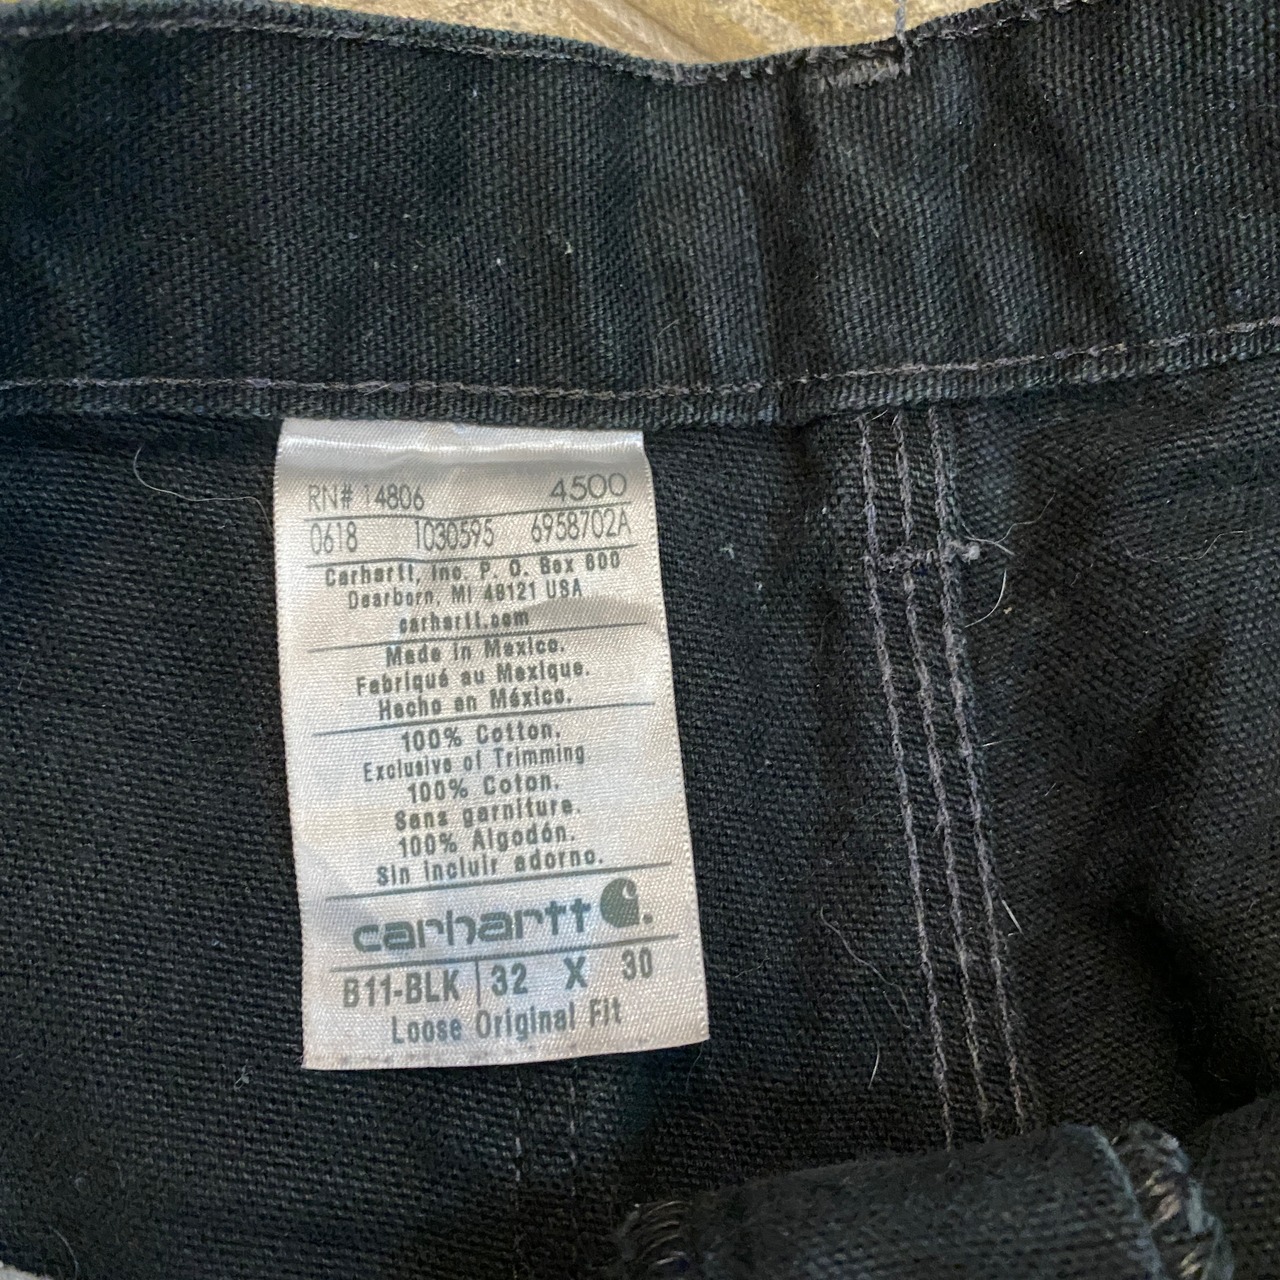 RN# 14806 4500
0618 1030595 6958702A
Carhartt, Inc. P. O. Box 600
Dearborn, MI 48121 USA
carhartt.com
Made in Mexico.
Fabriqué au Mexique.
Hecho en México.
100% Cotton.
Exclusive of Trimming
100% Coton.
Sans garniture.
100% Algodón.
Sin incluir adorno.
carhartt
B11-BLK 32 X 30
Loose Original Fit